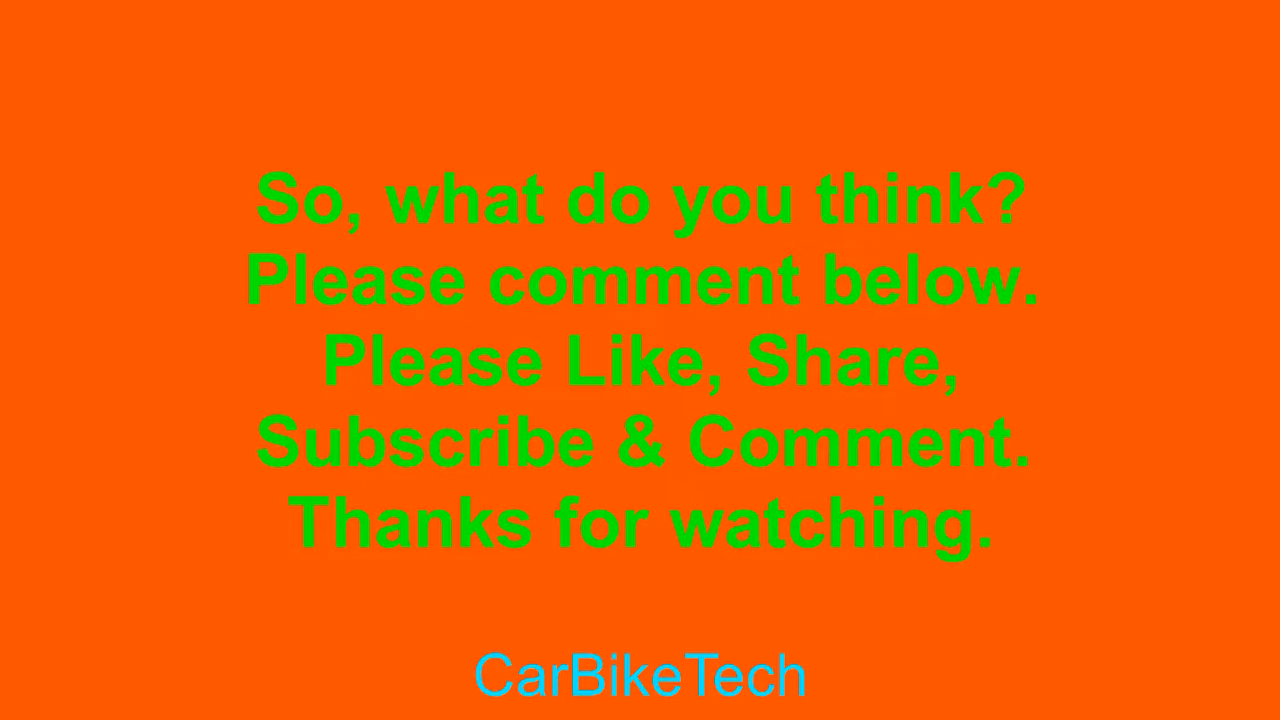 So, what do you think?
Please comment below.
Please Like, Share,
Subscribe & Comment.
Thanks for watching.
CarBikeTech